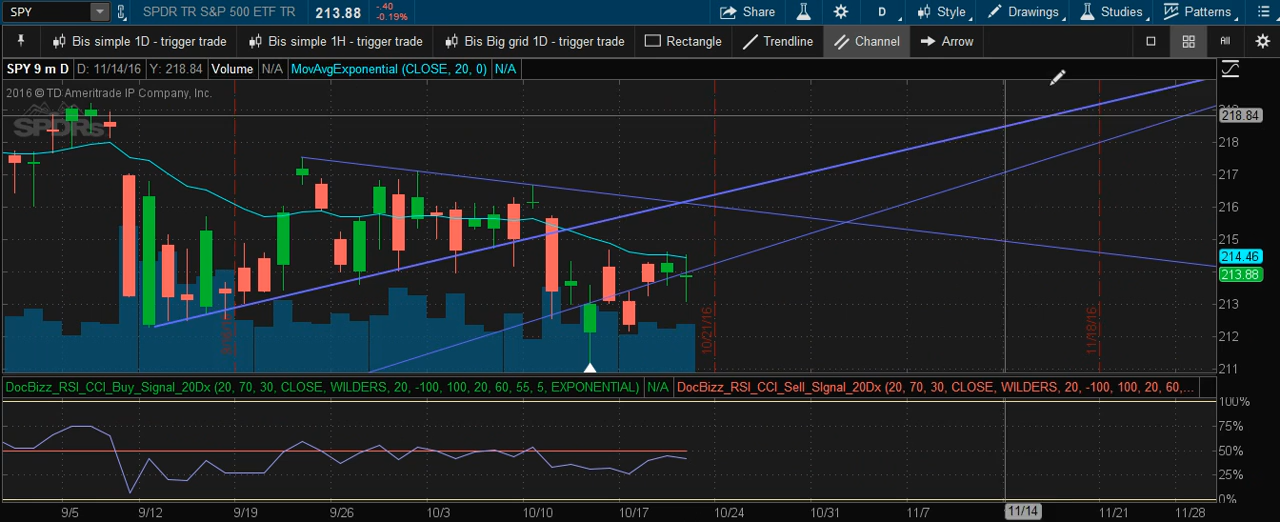 SPY SPDR TR S&P 500 ETF TR 213.88 -.40 -0.19% Share D Style Drawings Studies Patterns
Bis simple 1D - trigger trade Bis simple 1H - trigger trade Bis Big grid 1D - trigger trade Rectangle Trendline Channel Arrow All
SPY 9 m D D: 11/14/16 Y: 218.84 Volume N/A MovAvgExponential (CLOSE, 20, 0) N/A
2016 © TD Ameritrade IP Company, Inc.
SPDRs
218.84
218
217
216
215
214.46
213.88
213
212
211
10/21/16
11/18/16
DocBizz_RSI_CCI_Buy_Signal_20Dx (20, 70, 30, CLOSE, WILDERS, 20, -100, 100, 20, 60, 55, 5, EXPONENTIAL) N/A DocBizz_RSI_CCI_Sell_SIgnal_20Dx (20, 70, 30, CLOSE, WILDERS, 20, -100, 100, 20, 60,...
100%
75%
50%
25%
0%
9/5 9/12 9/19 9/26 10/3 10/10 10/17 10/24 10/31 11/7 11/14 11/21 11/28